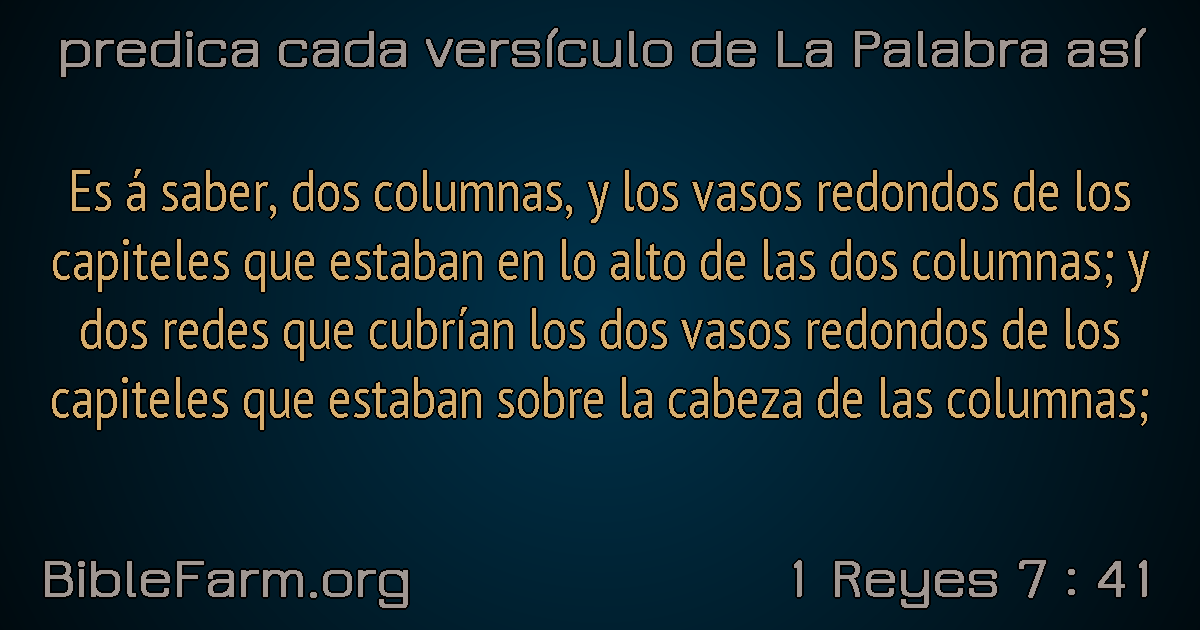 predica cada versículo de La Palabra así
Es á saber, dos columnas, y los vasos redondos de los
capiteles que estaban en lo alto de las dos columnas; y
dos redes que cubrían los dos vasos redondos de los
capiteles que estaban sobre la cabeza de las columnas;
BibleFarm.org
1 Reyes 7 : 41